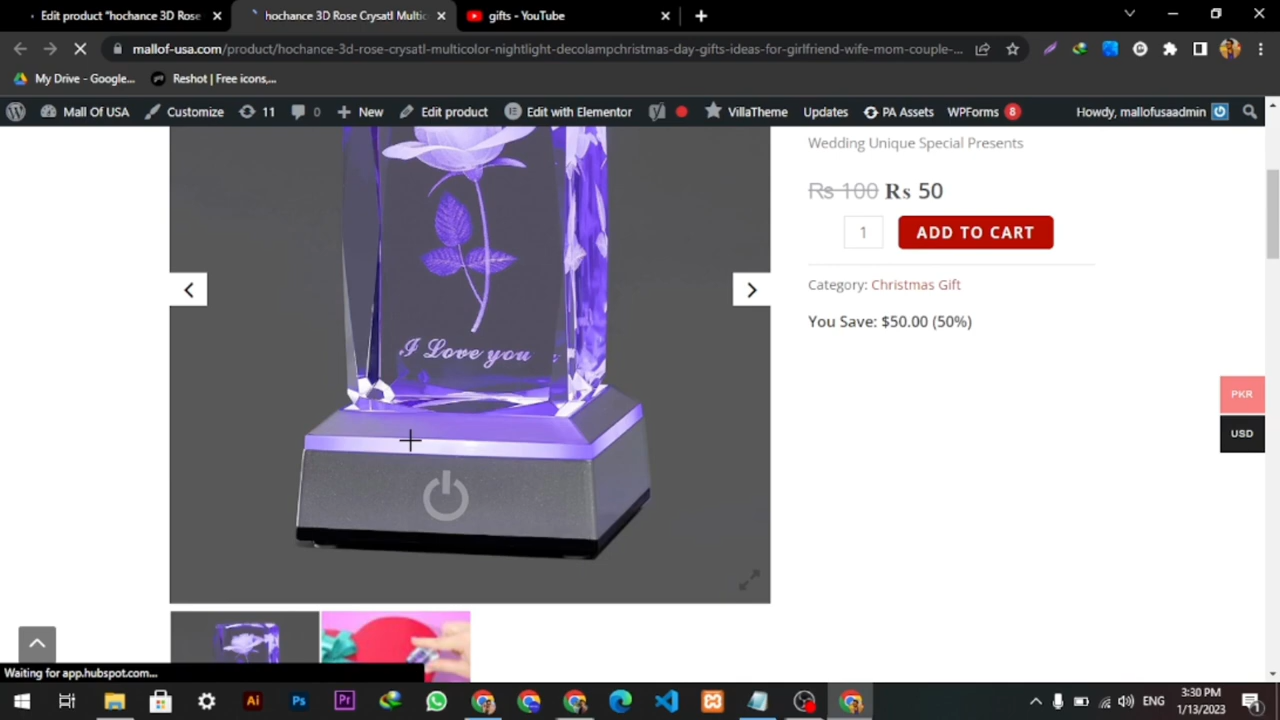 Edit product "hochance 3D Rose
hochance 3D Rose Crysatl Multic
gifts - YouTube
mallof-usa.com/product/hochance-3d-rose-crysatl-multicolor-nightlight-decolampchristmas-day-gifts-ideas-for-girlfriend-wife-mom-couple-...
My Drive - Google...
Reshot | Free icons,...
Mall Of USA
Customize
11
0
New
Edit product
Edit with Elementor
VillaTheme
Updates
PA Assets
WPForms 8
Howdy, mallofusaadmin
Wedding Unique Special Presents
Rs 100 Rs 50
1
ADD TO CART
Category: Christmas Gift
You Save: $50.00 (50%)
I Love you
PKR
USD
Waiting for app.hubspot.com...
Ai
Ps
Pr
ENG
3:30 PM
1/13/2023
1